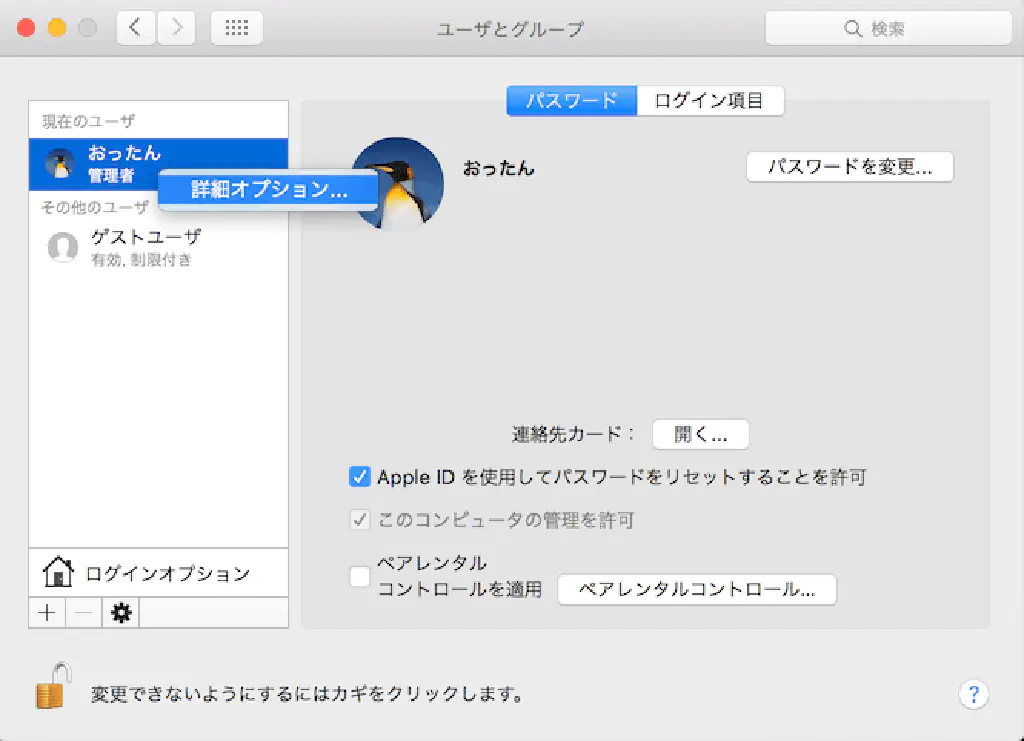 ユーザとグループ
検索
パスワード
ログイン項目
現在のユーザ
おったん
管理者
詳細オプション...
その他のユーザ
ゲストユーザ
有効, 制限付き
おったん
パスワードを変更...
連絡先カード：
開く...
Apple ID を使用してパスワードをリセットすることを許可
このコンピュータの管理を許可
ペアレンタル
コントロールを適用
ペアレンタルコントロール...
ログインオプション
変更できないようにするにはカギをクリックします。
?